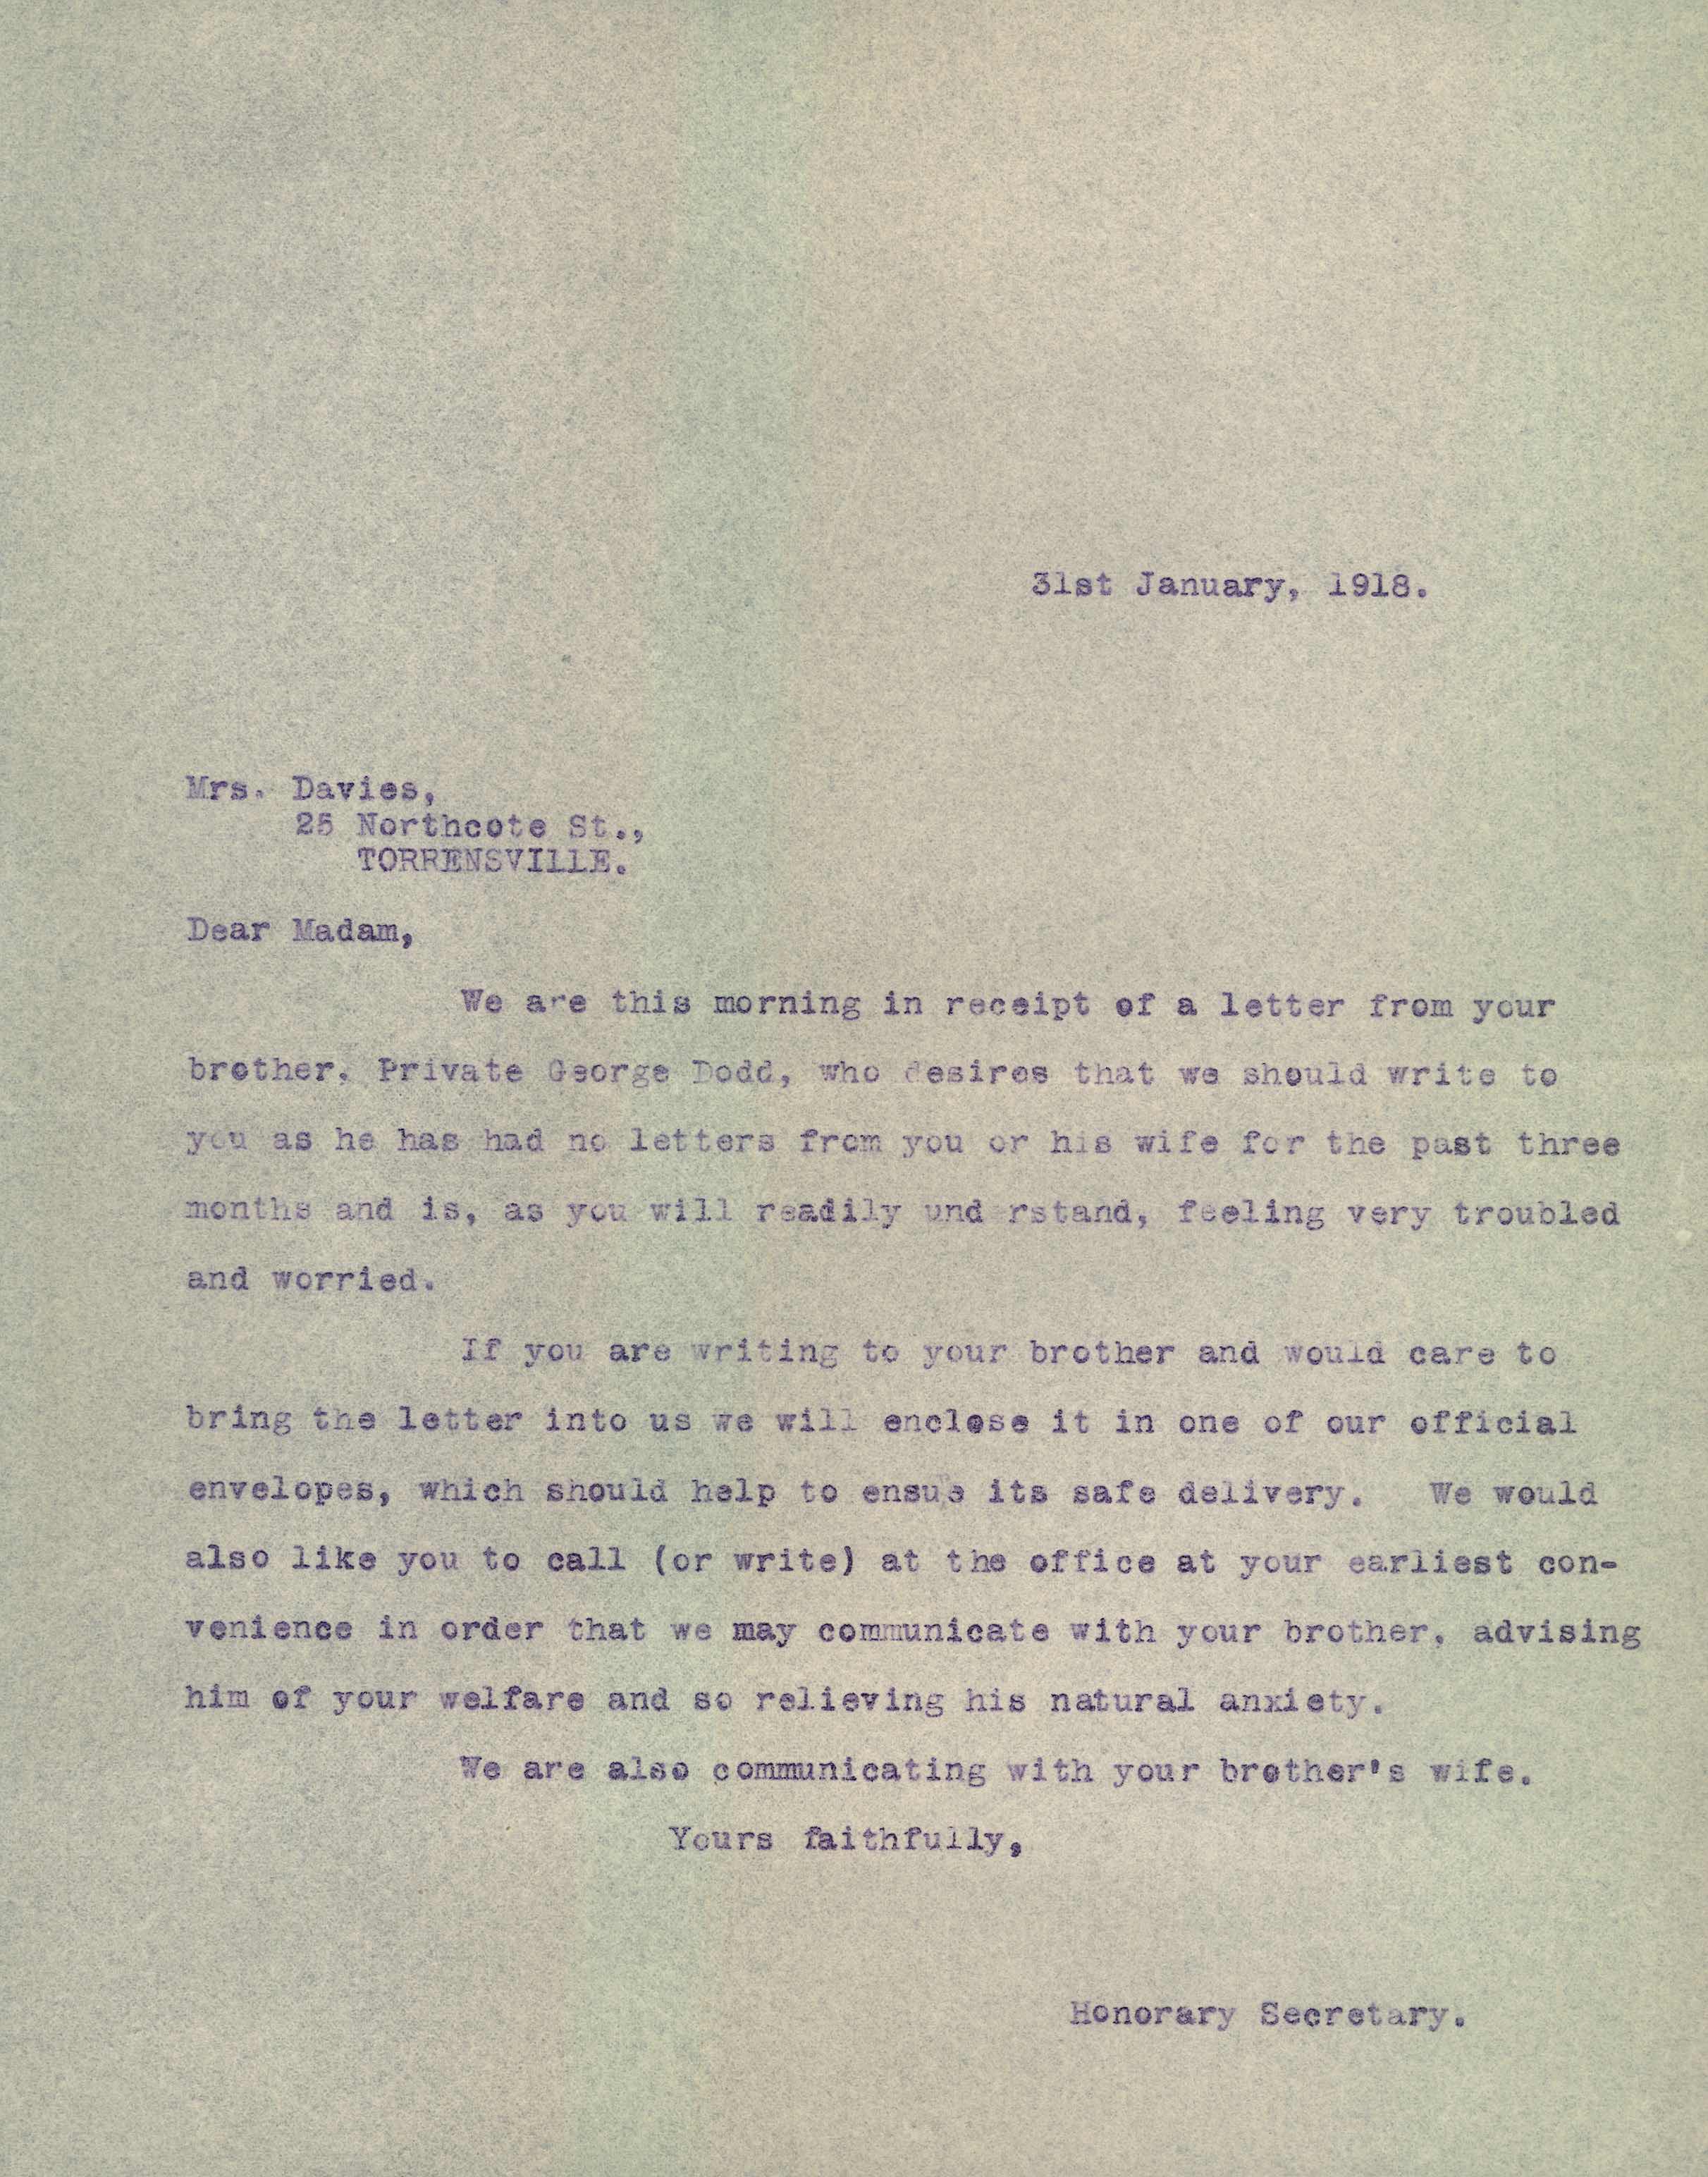 31st January, 1918.
Mrs. Davies,
25 Northcote St.,
TORRENSVILLE.
Dear Madam,
We are this morning in receipt of a letter from your
brother, Private George Dodd, who desires that we should write to
you as he has had no letters from you or his wife for the past three
months and is, as you will readily und rstand, feeling very troubled
and worried.
If you are writing to your brother and would care to
bring the letter into us we will enclose it in one of our official
envelopes, which should help to ensure its safe delivery. We would
also like you to call (or write) at the office at your earliest con-
venience in order that we may communicate with your brother, advising
him of your welfare and so relieving his natural anxiety.
We are also communicating with your brother's wife.
Yours faithfully,
Honorary Secretary.